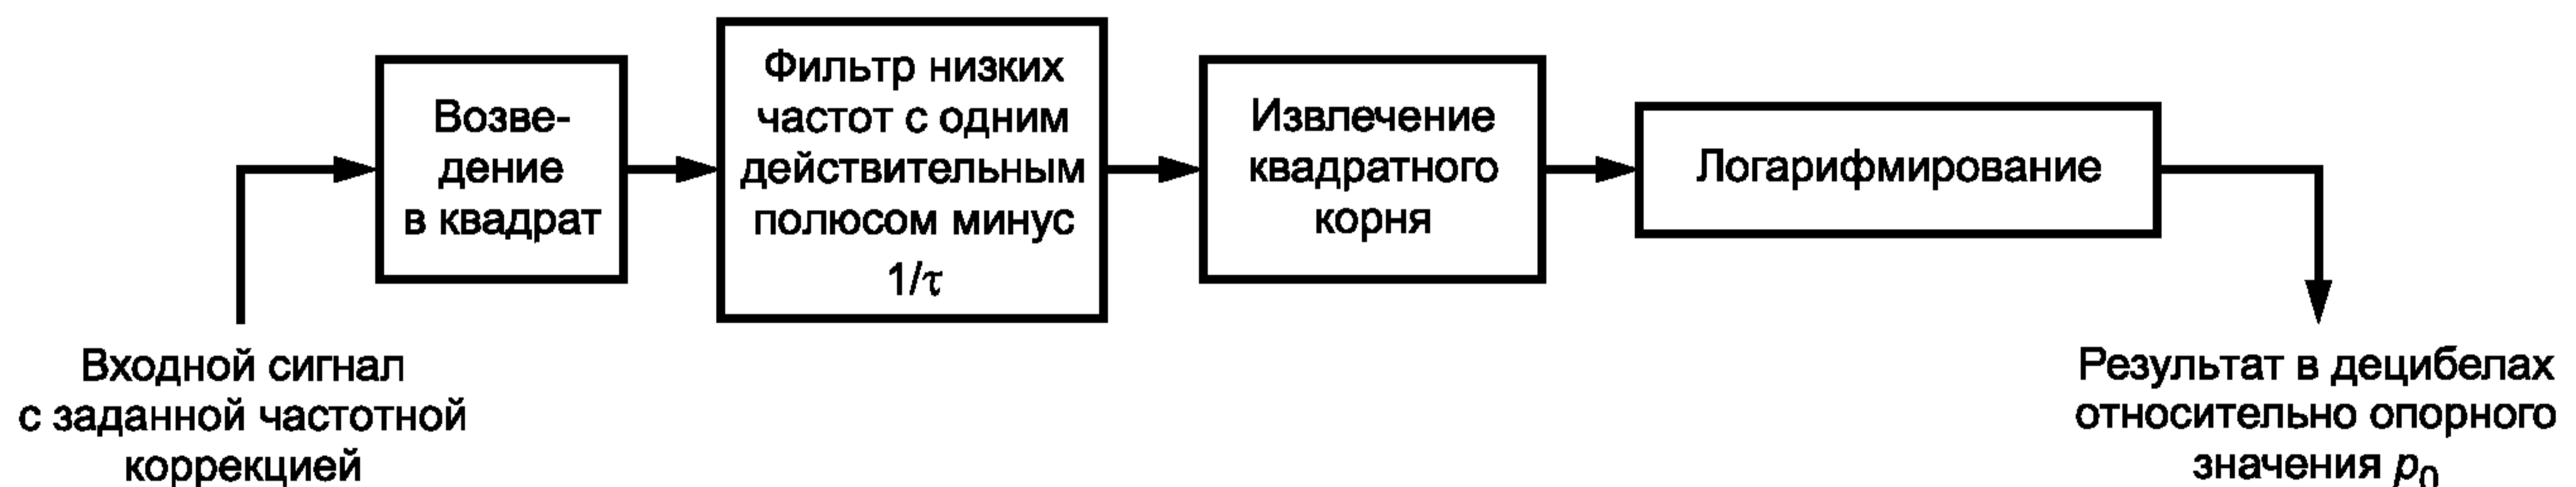 Входной сигнал
с заданной частотной
коррекцией
Возве-
дение
в квадрат
Фильтр низких
частот с одним
действительным
полюсом минус
1/τ
Извлечение
квадратного
корня
Логарифмирование
Результат в децибелах
относительно опорного
значения p₀